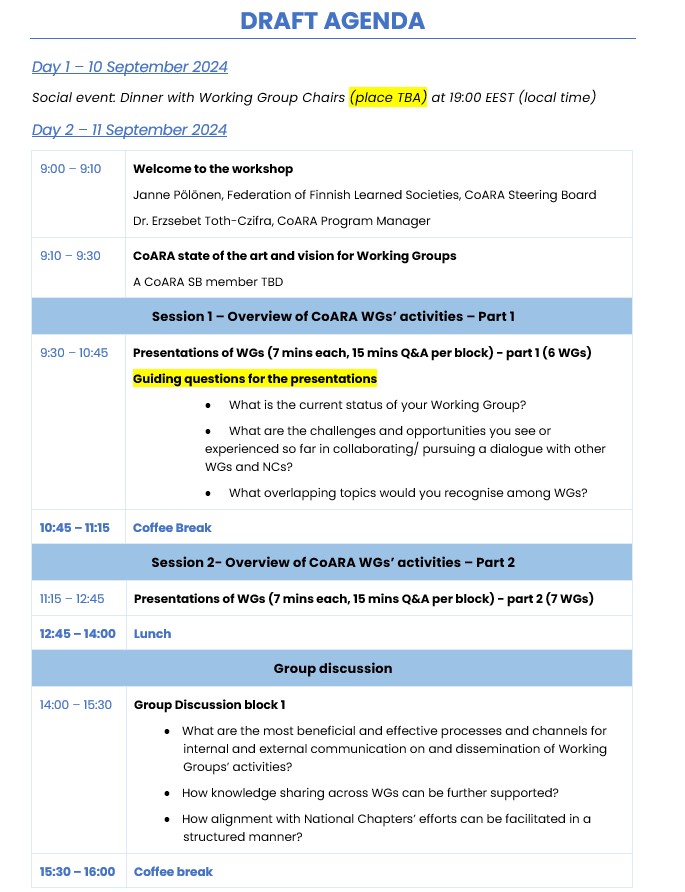 DRAFT AGENDA
Day 1 – 10 September 2024
Social event: Dinner with Working Group Chairs (place TBA) at 19:00 EEST (local time)
Day 2 – 11 September 2024
9:00 – 9:10
Welcome to the workshop
Janne Pölönen, Federation of Finnish Learned Societies, CoARA Steering Board
Dr. Erzsebet Toth-Czifra, CoARA Program Manager
9:10 – 9:30
CoARA state of the art and vision for Working Groups
A CoARA SB member TBD
Session 1 – Overview of CoARA WGs’ activities – Part 1
9:30 – 10:45
Presentations of WGs (7 mins each, 15 mins Q&A per block) - part 1 (6 WGs)
Guiding questions for the presentations
• What is the current status of your Working Group?
• What are the challenges and opportunities you see or
experienced so far in collaborating/ pursuing a dialogue with other
WGs and NCs?
• What overlapping topics would you recognise among WGs?
10:45 – 11:15
Coffee Break
Session 2- Overview of CoARA WGs’ activities – Part 2
11:15 – 12:45
Presentations of WGs (7 mins each, 15 mins Q&A per block) - part 2 (7 WGs)
12:45 – 14:00
Lunch
Group discussion
14:00 – 15:30
Group Discussion block 1
• What are the most beneficial and effective processes and channels for
internal and external communication on and dissemination of Working
Groups’ activities?
• How knowledge sharing across WGs can be further supported?
• How alignment with National Chapters’ efforts can be facilitated in a
structured manner?
15:30 – 16:00
Coffee break